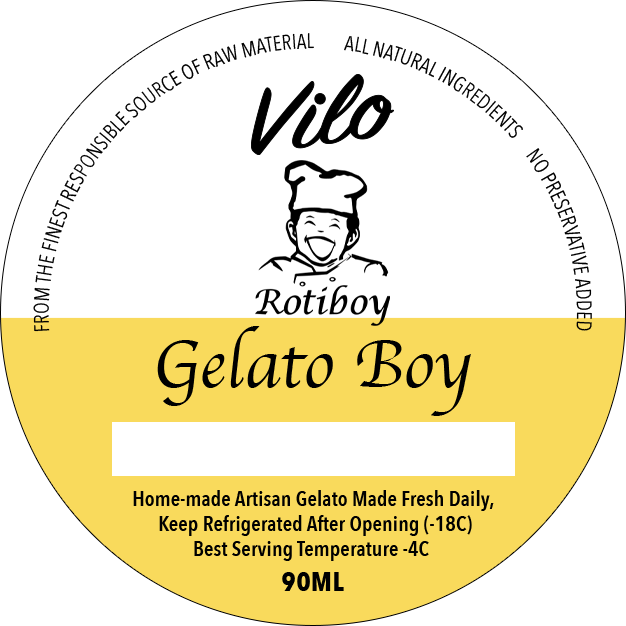 FROM THE FINEST RESPONSIBLE SOURCE OF RAW MATERIAL
ALL NATURAL INGREDIENTS
NO PRESERVATIVE ADDED
Vilo
Rotiboy
Gelato Boy
Home-made Artisan Gelato Made Fresh Daily,
Keep Refrigerated After Opening (-18C)
Best Serving Temperature -4C
90ML